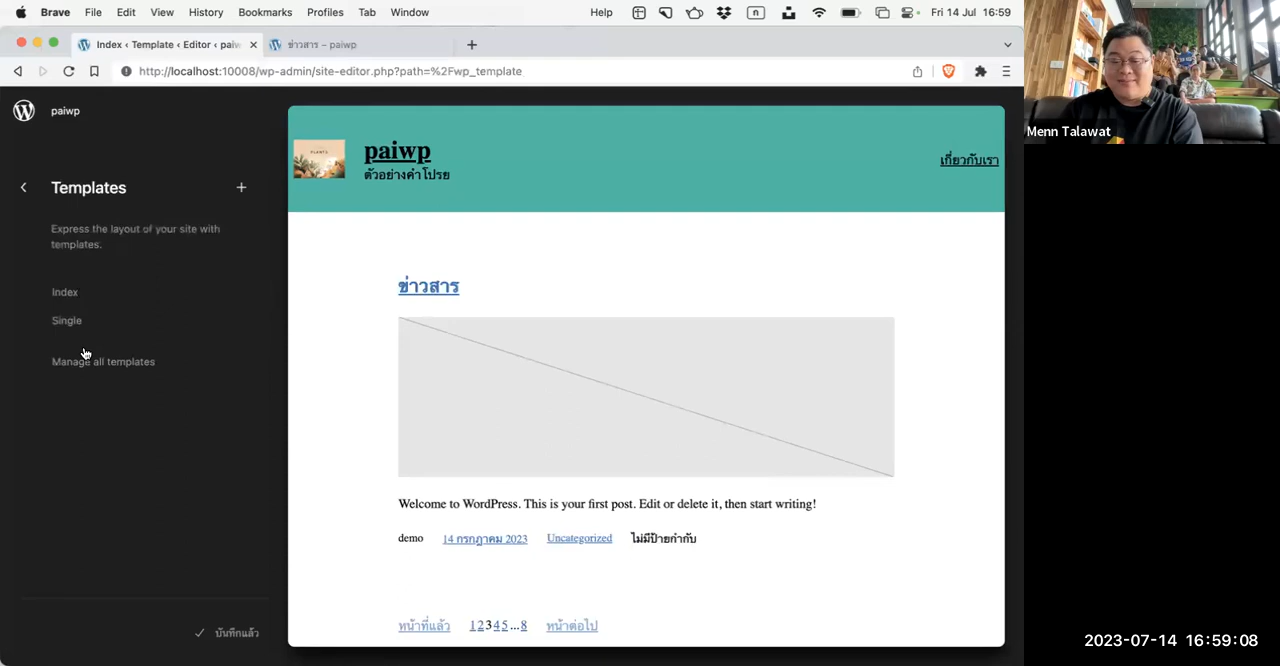 Brave File Edit View History Bookmarks Profiles Tab Window Help Fri 14 Jul 16:59
Index ‹ Template ‹ Editor ‹ paiw
ข่าวสาร – paiwp
http://localhost:10008/wp-admin/site-editor.php?path=%2Fwp_template
paiwp
Templates
Express the layout of your site with
templates.
Index
Single
Manage all templates
บันทึกแล้ว
PLANTS
paiwp
ตัวอย่างคำโปรย
เกี่ยวกับเรา
ข่าวสาร
Welcome to WordPress. This is your first post. Edit or delete it, then start writing!
demo 14 กรกฎาคม 2023 Uncategorized ไม่มีป้ายกำกับ
หน้าที่แล้ว 1 2 3 4 5 ... 8 หน้าต่อไป
Menn Talawat
2023-07-14 16:59:08